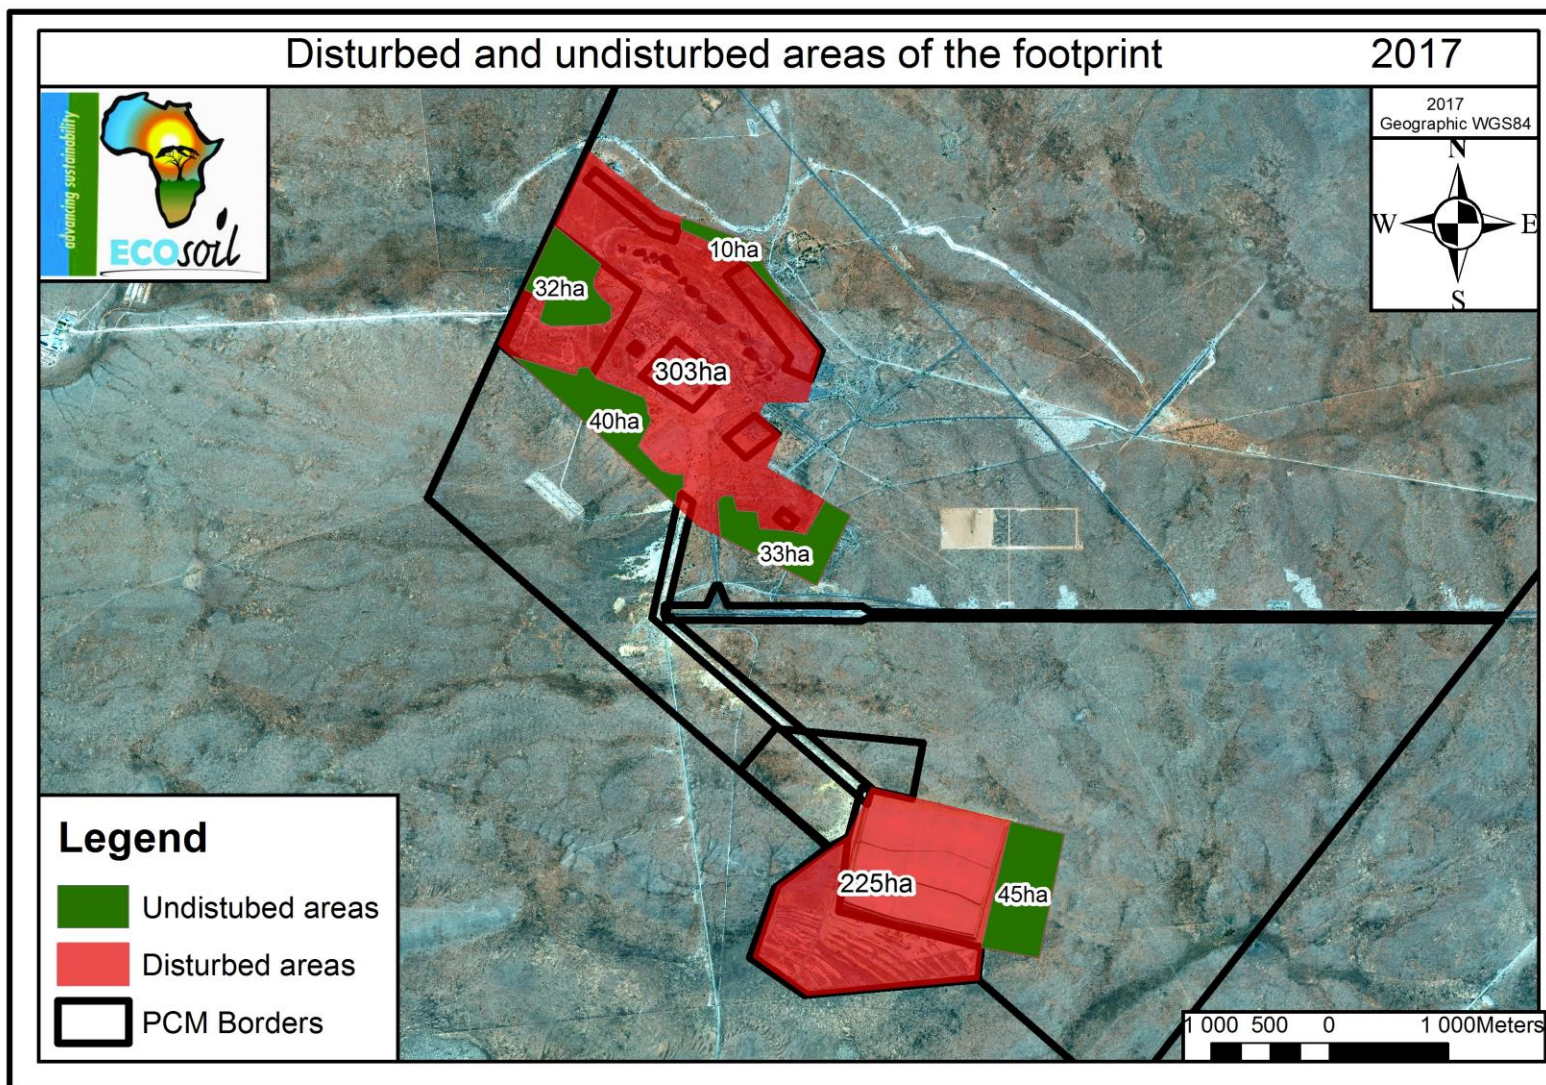 Disturbed and undistubed areas of the footprint 2017
advancing sustainability
ECOsoil
2017
Geographic WGS84
N
W E
S
10ha
32ha
303ha
40ha
33ha
225ha
45ha
Legend
Undistubed areas
Disturbed areas
PCM Borders
1 000 500 0 1 000Meters